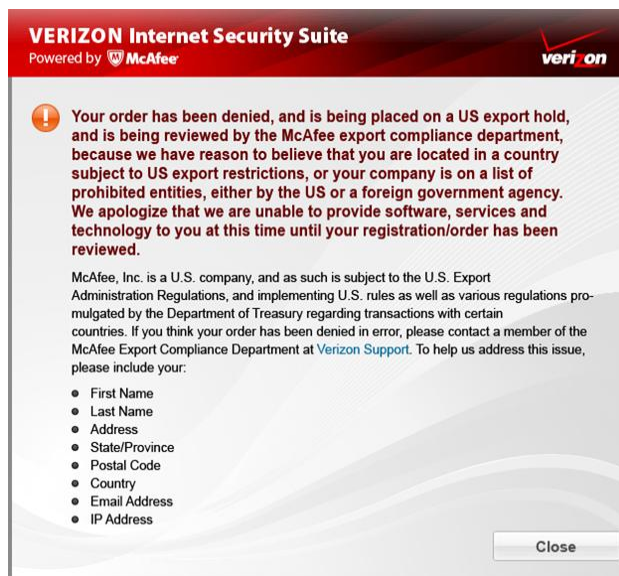 VERIZON Internet Security Suite
Powered by McAfee
verizon
Your order has been denied, and is being placed on a US export hold,
and is being reviewed by the McAfee export compliance department,
because we have reason to believe that you are located in a country
subject to US export restrictions, or your company is on a list of
prohibited entities, either by the US or a foreign government agency.
We apologize that we are unable to provide software, services and
technology to you at this time until your registration/order has been
reviewed.
McAfee, Inc. is a U.S. company, and as such is subject to the U.S. Export
Administration Regulations, and implementing U.S. rules as well as various regulations pro-
mulgated by the Department of Treasury regarding transactions with certain
countries. If you think your order has been denied in error, please contact a member of the
McAfee Export Compliance Department at Verizon Support. To help us address this issue,
please include your:
First Name
Last Name
Address
State/Province
Postal Code
Country
Email Address
IP Address
Close